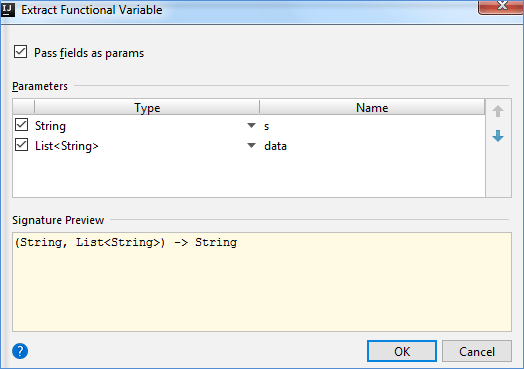 IJ Extract Functional Variable
Pass fields as params
Parameters
Type Name
String s
List<String> data
Signature Preview
(String, List<String>) -> String
? OK Cancel